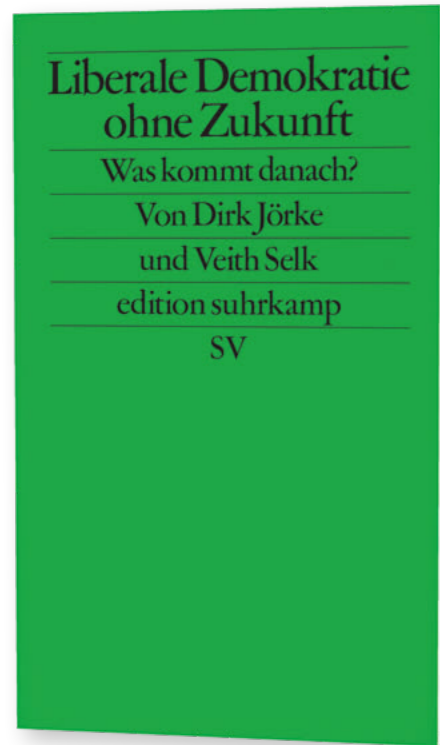 Liberale Demokratie
ohne Zukunft
Was kommt danach?
Von Dirk Jörke
und Veith Selk
edition suhrkamp
SV